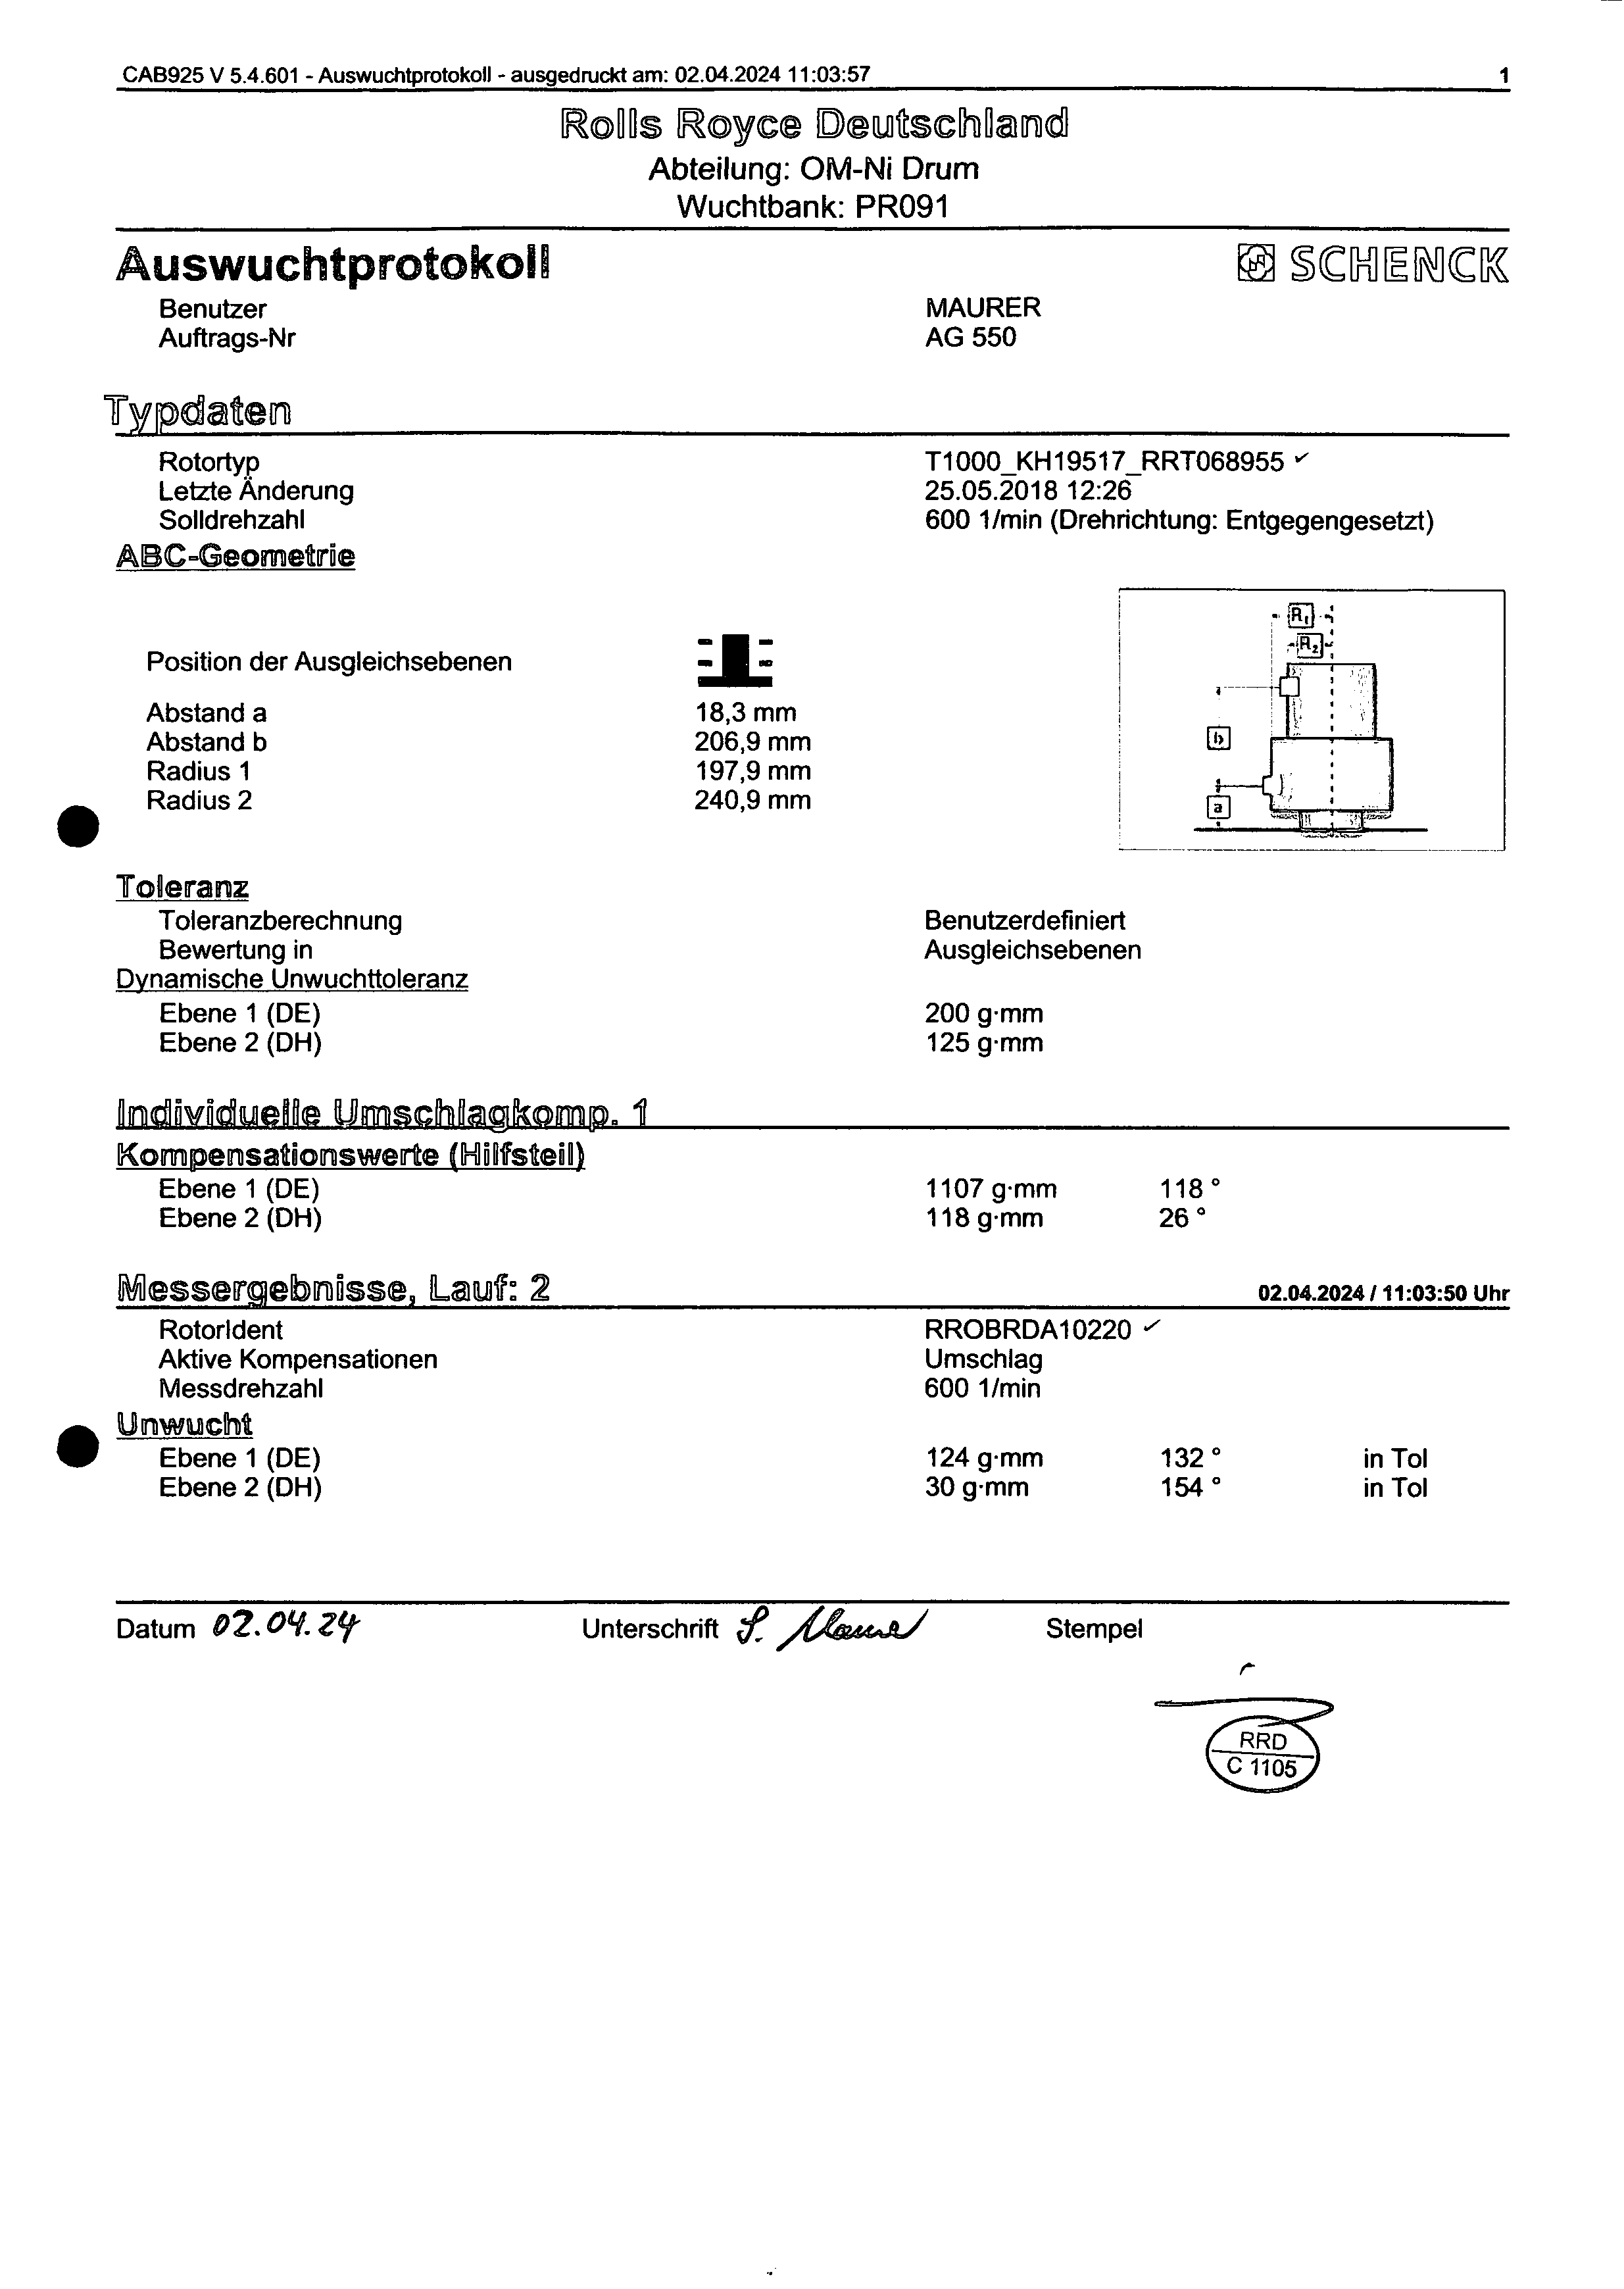 CAB925 V 5.4.601 - Auswuchtprotokoll - ausgedruckt am: 02.04.2024 11:03:57 1
Rolls Royce Deutschland
Abteilung: OM-Ni Drum
Wuchtbank: PR091
Auswuchtprotokoll SCHENCK
Benutzer MAURER
Auftrags-Nr AG 550
Typdaten
Rotortyp T1000_KH19517_RRT068955 ✓
Letzte Änderung 25.05.2018 12:26
Solldrehzahl 600 1/min (Drehrichtung: Entgegengesetzt)
ABC-Geometrie
R1
R2
Position der Ausgleichsebenen
Abstand a 18,3 mm
Abstand b 206,9 mm b
Radius 1 197,9 mm
Radius 2 240,9 mm a
Toleranz
Toleranzberechnung Benutzerdefiniert
Bewertung in Ausgleichsebenen
Dynamische Unwuchttoleranz
Ebene 1 (DE) 200 g·mm
Ebene 2 (DH) 125 g·mm
Individuelle Umschlagkomp. 1
Kompensationswerte (Hilfsteil)
Ebene 1 (DE) 1107 g·mm 118 °
Ebene 2 (DH) 118 g·mm 26 °
Messergebnisse, Lauf: 2 02.04.2024 / 11:03:50 Uhr
RotorIdent RROBRDA10220 ✓
Aktive Kompensationen Umschlag
Messdrehzahl 600 1/min
Unwucht
Ebene 1 (DE) 124 g·mm 132 ° in Tol
Ebene 2 (DH) 30 g·mm 154 ° in Tol
Datum 02.04.24 Unterschrift S. Maurer Stempel
RRD
C 1105